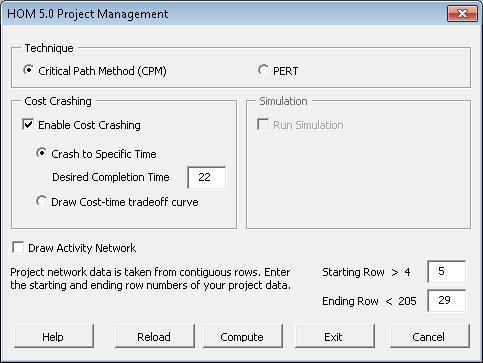 HOM 5.0 Project Management
Technique
Critical Path Method (CPM) PERT
Cost Crashing
Enable Cost Crashing
Crash to Specific Time
Desired Completion Time 22
Draw Cost-time tradeoff curve
Simulation
Run Simulation
Draw Activity Network
Project network data is taken from contiguous rows. Enter
the starting and ending row numbers of your project data.
Starting Row > 4 5
Ending Row < 205 29
Help Reload Compute Exit Cancel